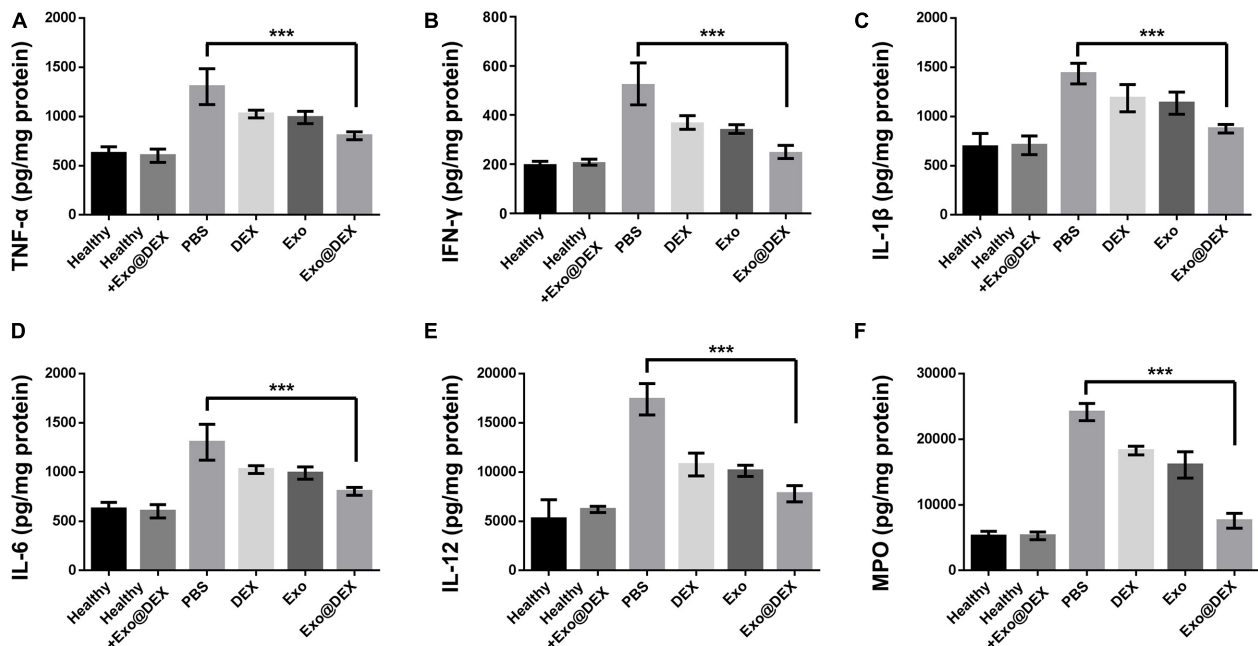 A
TNF-α (pg/mg protein)
2000
1500
1000
500
0
***
Healthy
Healthy
+Exo@DEX
PBS
DEX
Exo
Exo@DEX
B
IFN-γ (pg/mg protein)
800
600
400
200
0
***
Healthy
Healthy
+Exo@DEX
PBS
DEX
Exo
Exo@DEX
C
IL-1β (pg/mg protein)
2000
1500
1000
500
0
***
Healthy
Healthy
+Exo@DEX
PBS
DEX
Exo
Exo@DEX
D
IL-6 (pg/mg protein)
2000
1500
1000
500
0
***
Healthy
Healthy
+Exo@DEX
PBS
DEX
Exo
Exo@DEX
E
IL-12 (pg/mg protein)
20000
15000
10000
5000
0
***
Healthy
Healthy
+Exo@DEX
PBS
DEX
Exo
Exo@DEX
F
MPO (pg/mg protein)
30000
20000
10000
0
***
Healthy
Healthy
+Exo@DEX
PBS
DEX
Exo
Exo@DEX